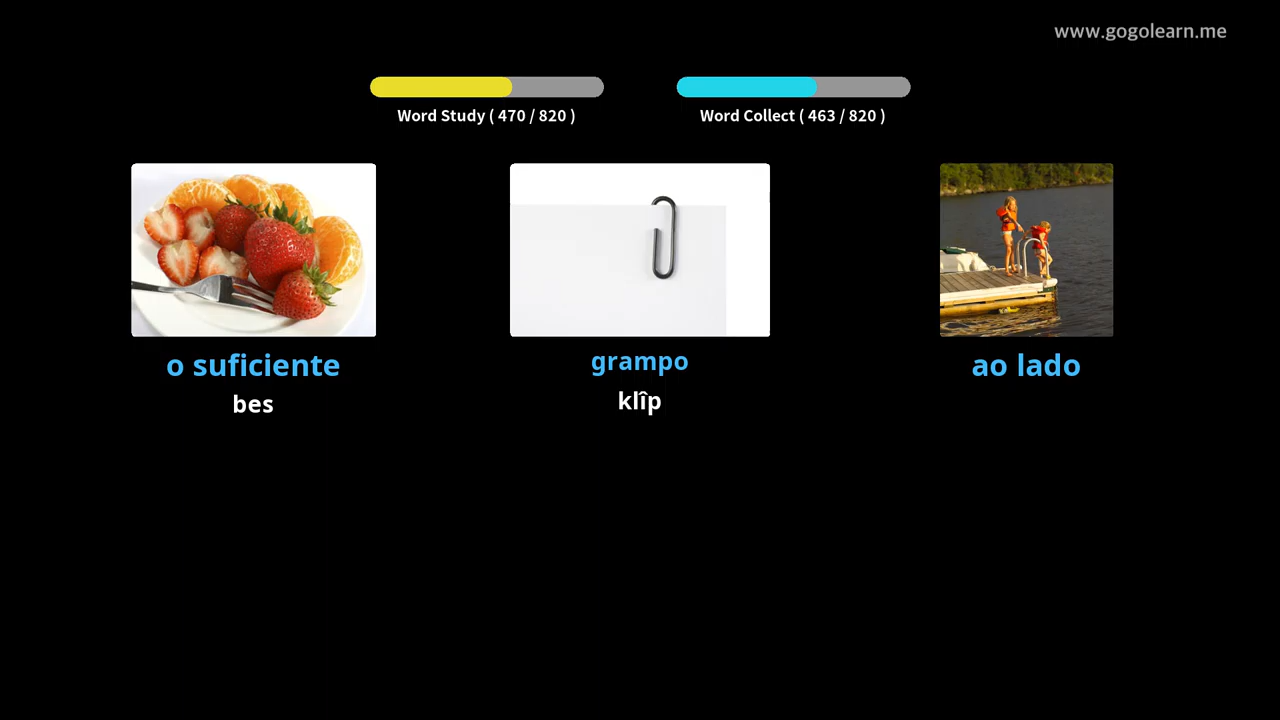 www.gogolearn.me
Word Study ( 470 / 820 )
Word Collect ( 463 / 820 )
o suficiente
bes
grampo
klîp
ao lado